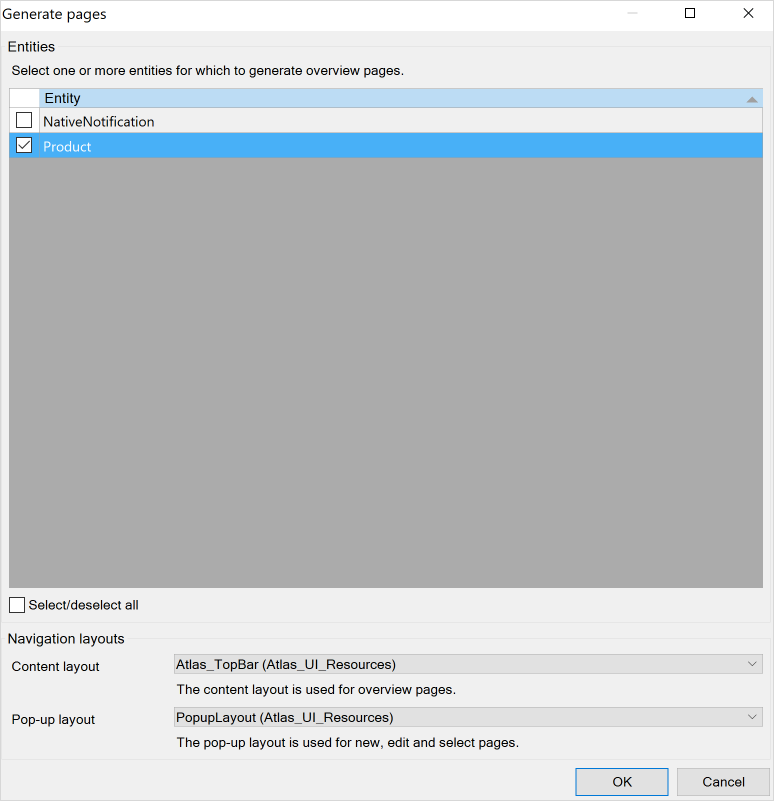 Generate pages
Entities
Select one or more entities for which to generate overview pages.
Entity
NativeNotification
Product
Select/deselect all
Navigation layouts
Content layout
Atlas_TopBar (Atlas_UI_Resources)
The content layout is used for overview pages.
Pop-up layout
PopupLayout (Atlas_UI_Resources)
The pop-up layout is used for new, edit and select pages.
OK
Cancel